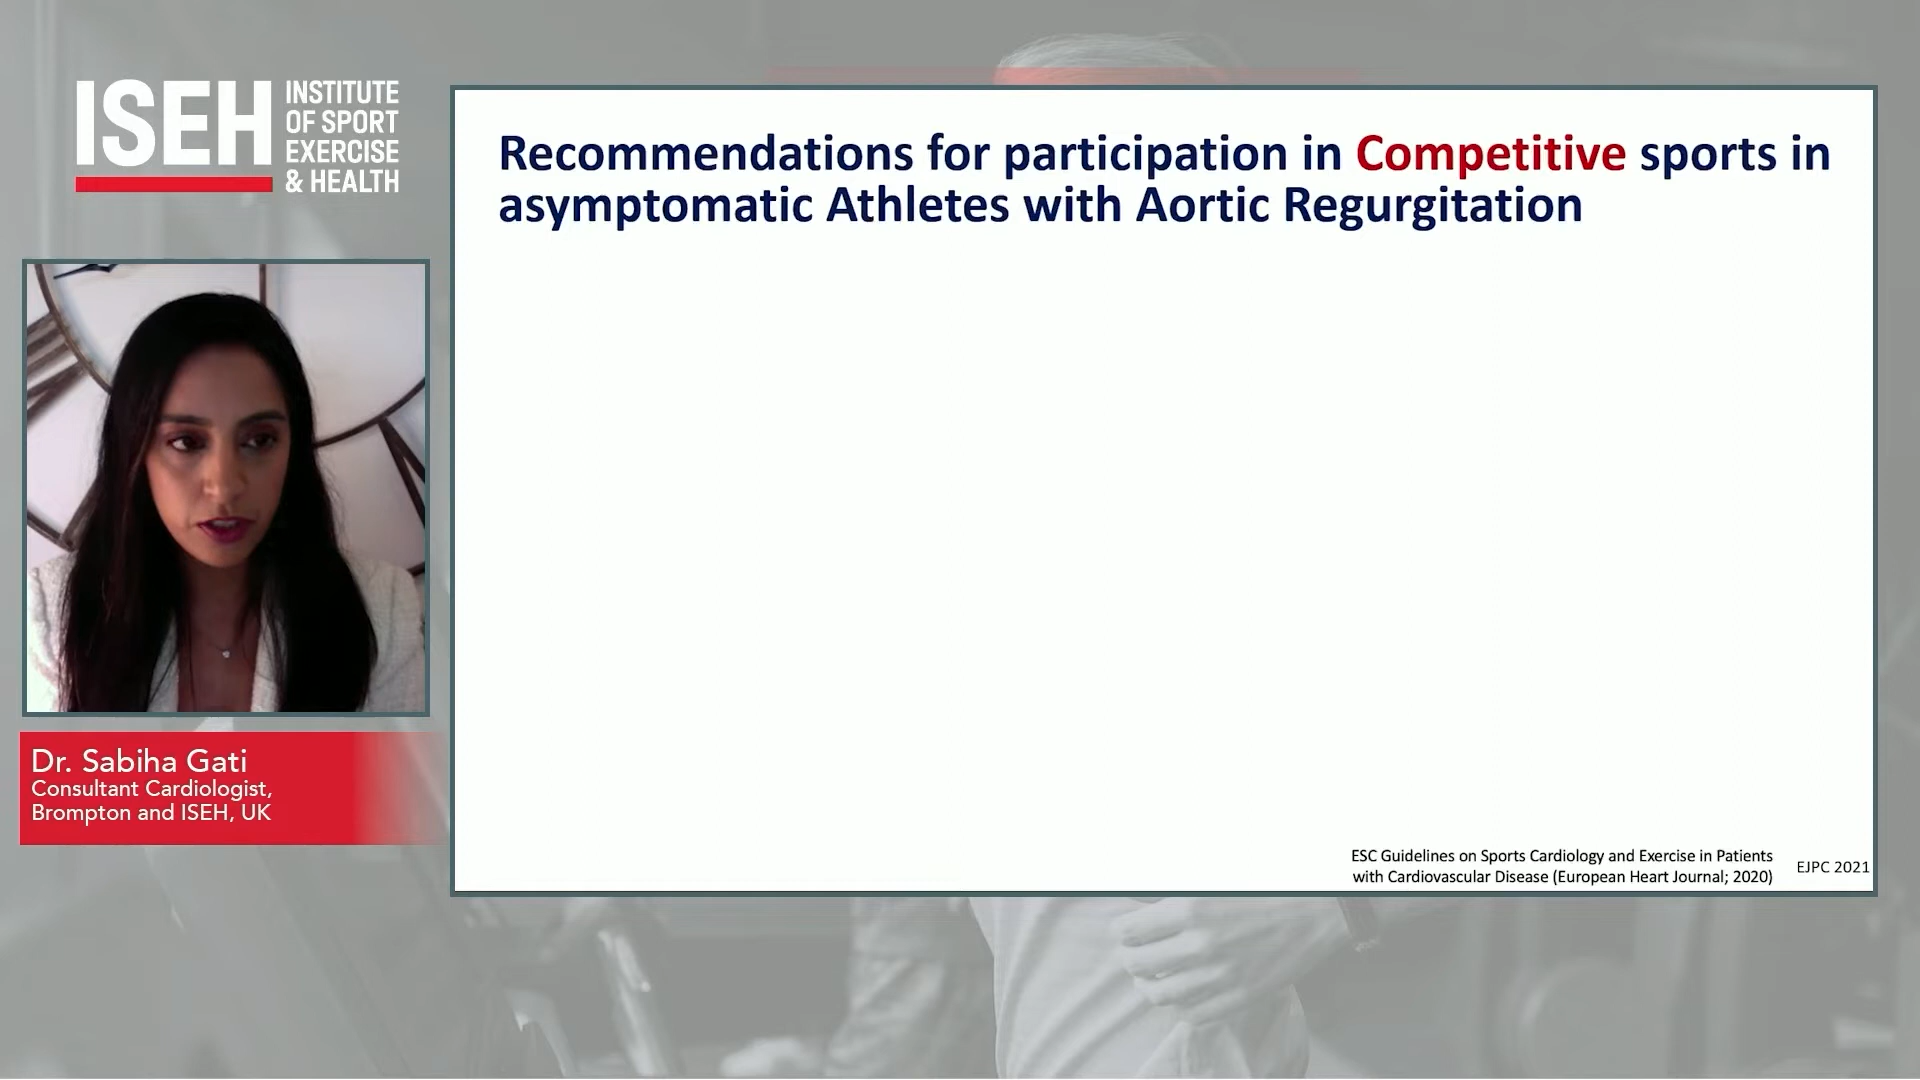 ISEH
INSTITUTE
OF SPORT
EXERCISE
& HEALTH
Recommendations for participation in Competitive sports in
asymptomatic Athletes with Aortic Regurgitation
Dr. Sabiha Gati
Consultant Cardiologist,
Brompton and ISEH, UK
ESC Guidelines on Sports Cardiology and Exercise in Patients
with Cardiovascular Disease (European Heart Journal; 2020)
EJPC 2021